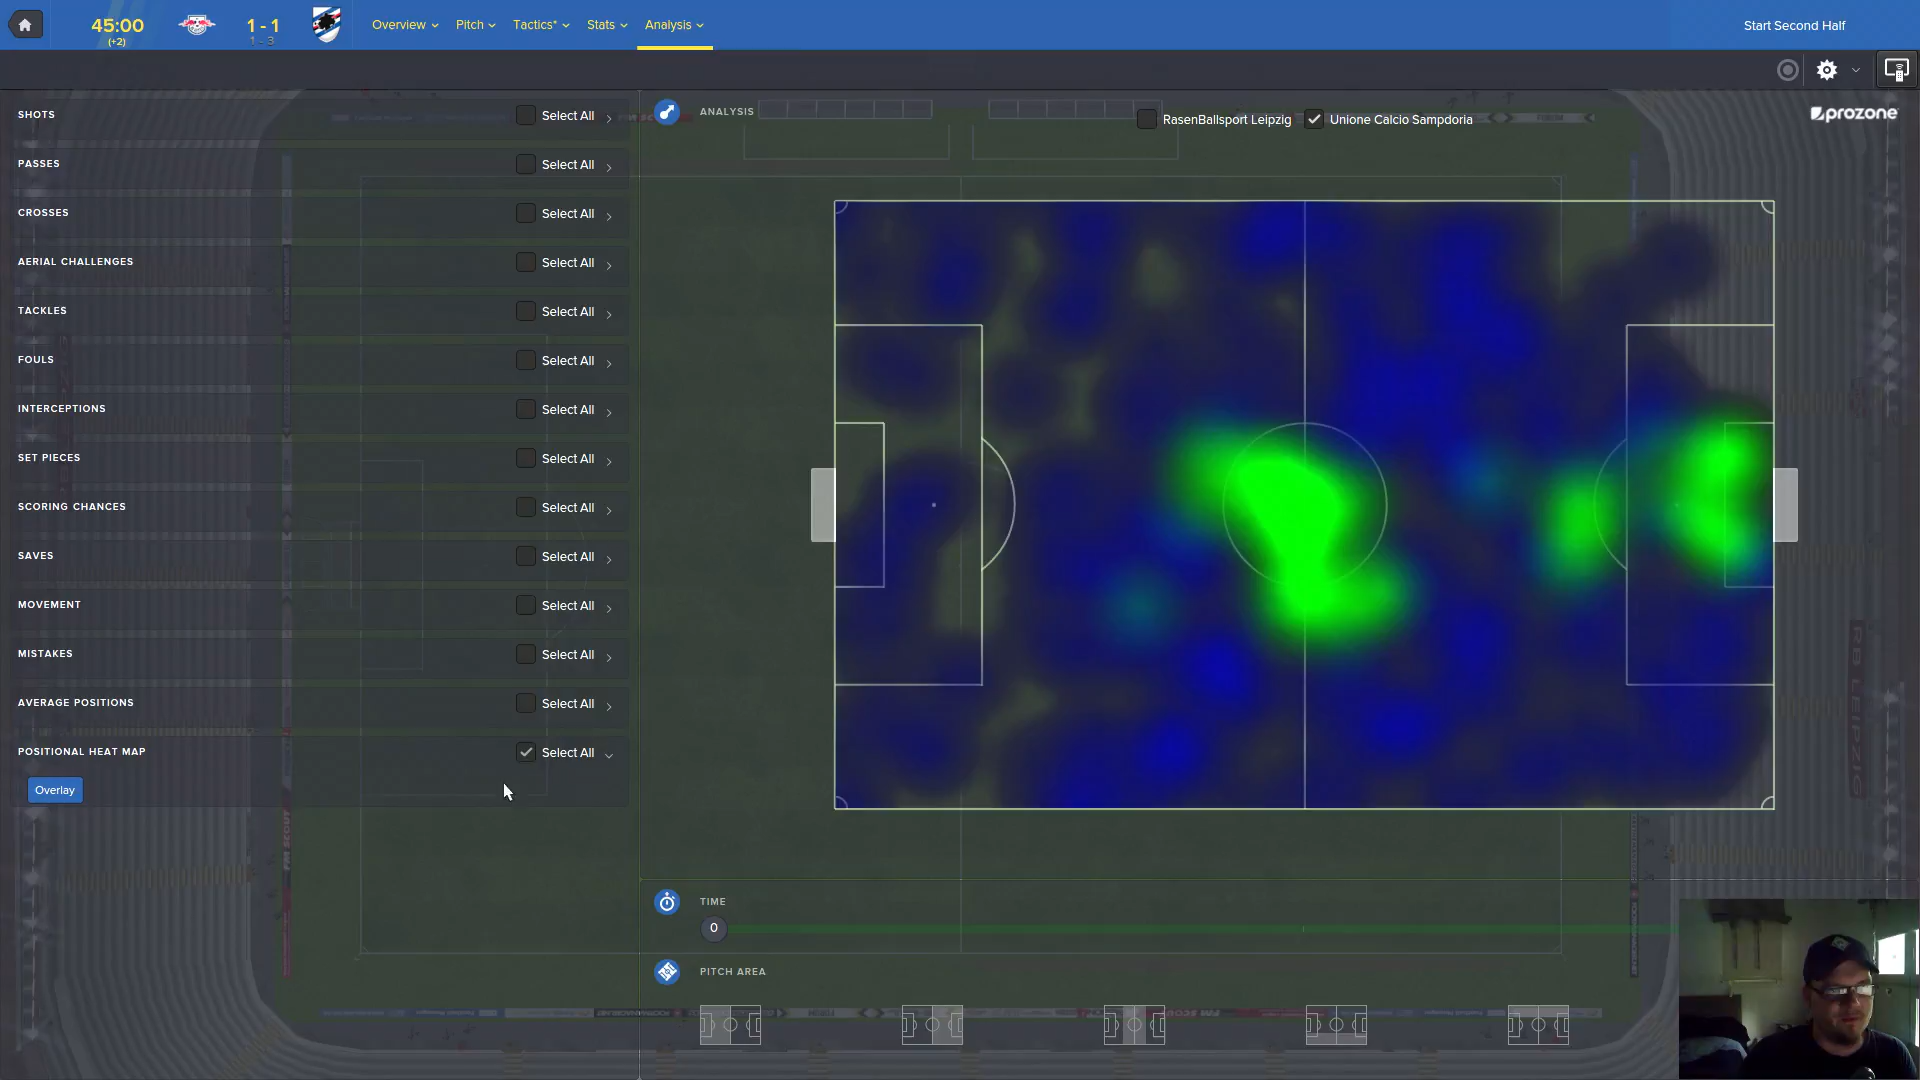 45:00
(+2)
1 - 1
1 - 3
Overview
Pitch
Tactics*
Stats
Analysis
Start Second Half
SHOTS
Select All
PASSES
Select All
CROSSES
Select All
AERIAL CHALLENGES
Select All
TACKLES
Select All
FOULS
Select All
INTERCEPTIONS
Select All
SET PIECES
Select All
SCORING CHANCES
Select All
SAVES
Select All
MOVEMENT
Select All
MISTAKES
Select All
AVERAGE POSITIONS
Select All
POSITIONAL HEAT MAP
Select All
Overlay
ANALYSIS
RasenBallsport Leipzig
Unione Calcio Sampdoria
prozone
RB LEIPZIG
TIME
0
PITCH AREA